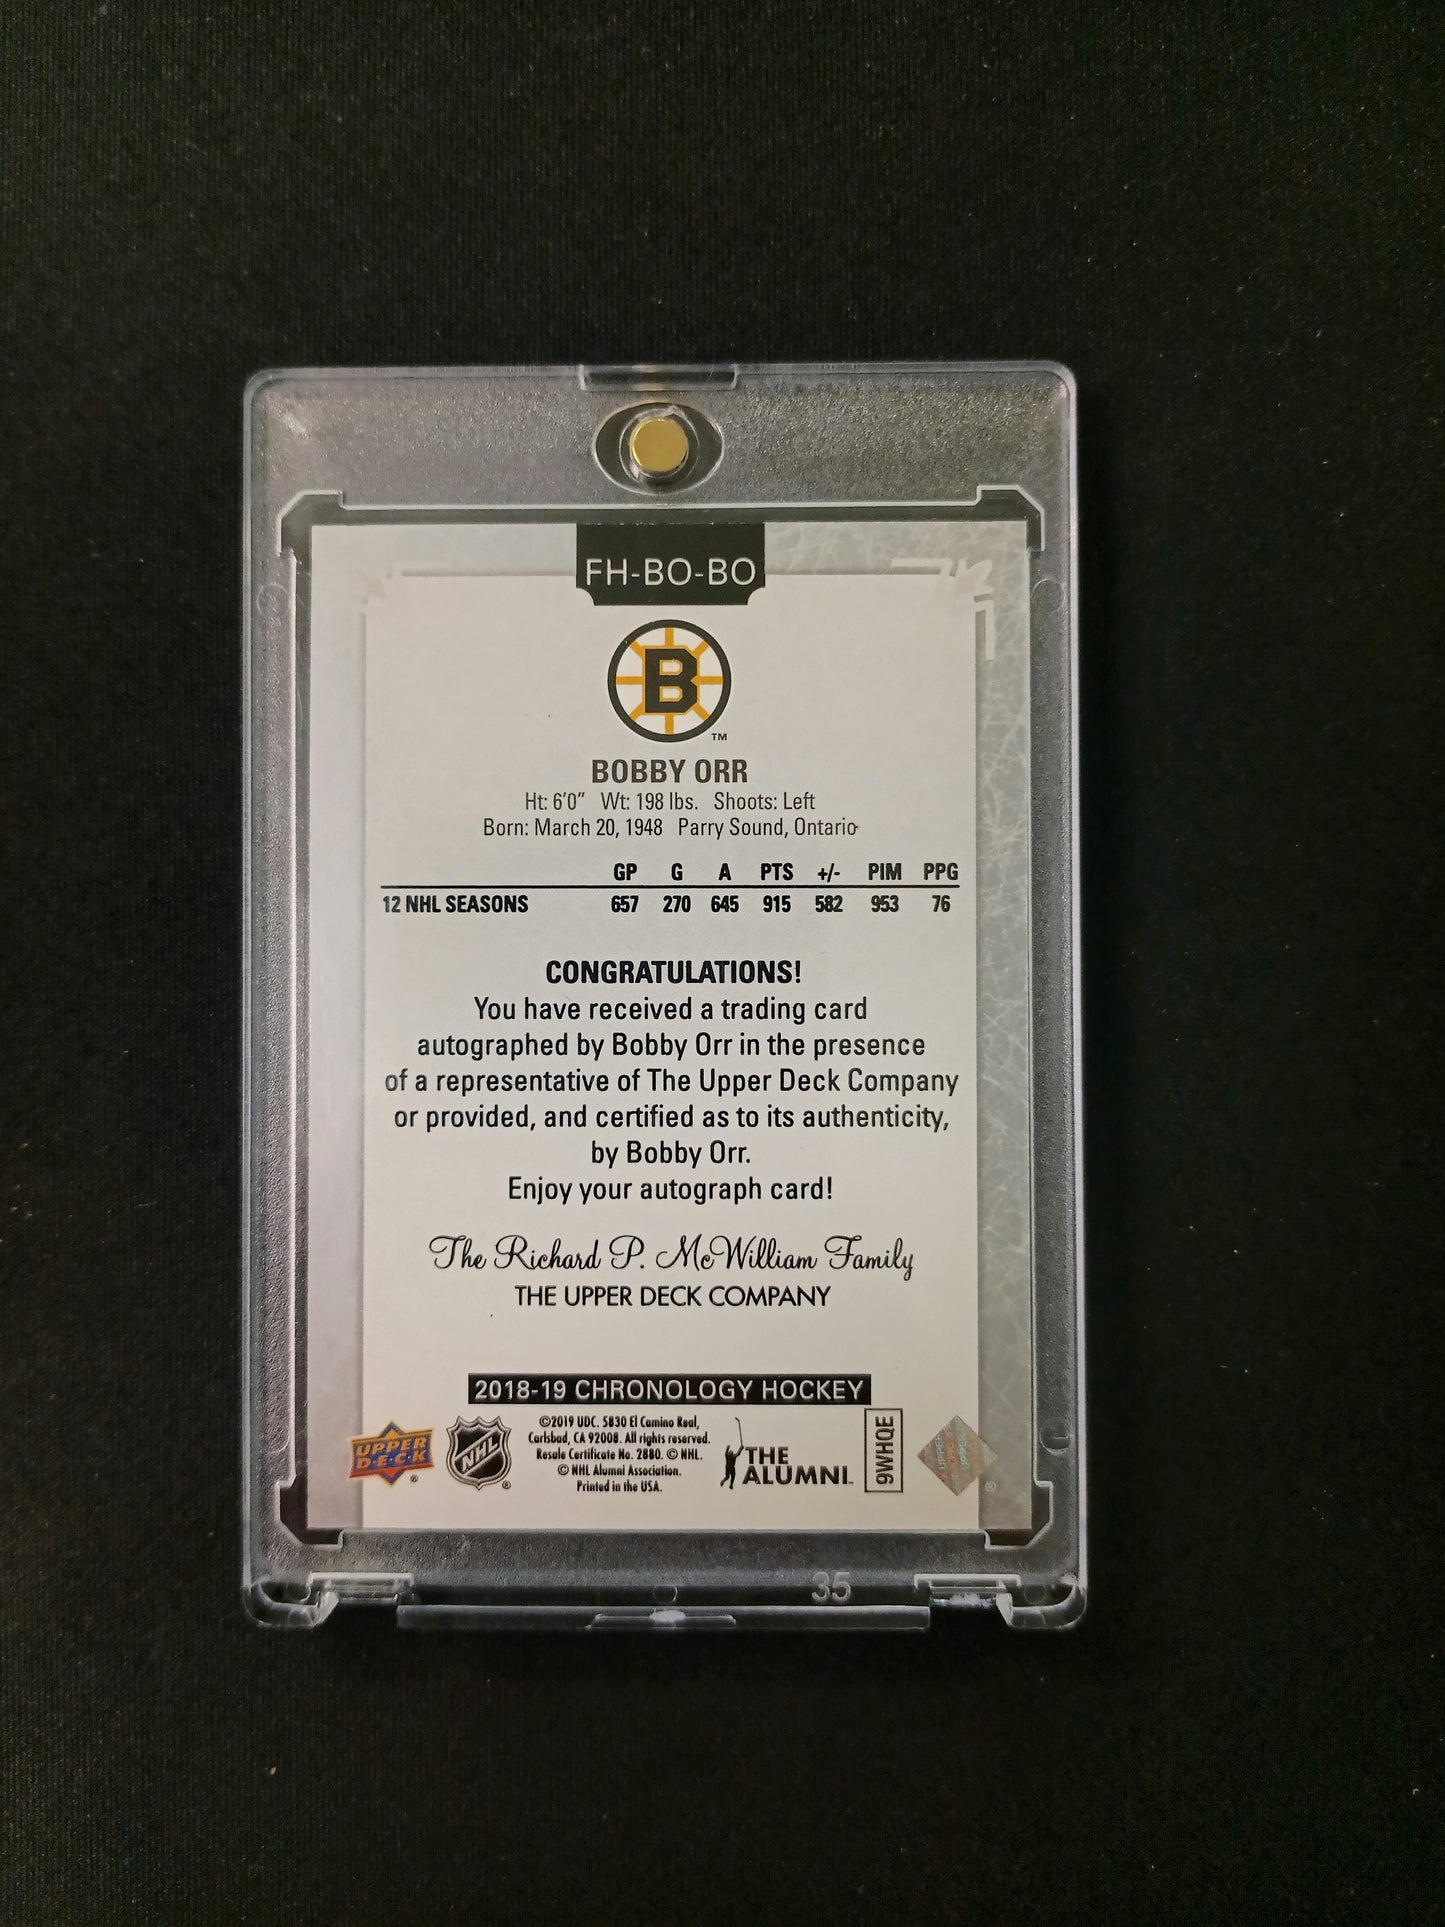 FH-BO-BO
B
TM
BOBBY ORR
Ht: 6'0" Wt: 198 lbs. Shoots: Left
Born: March 20, 1948 Parry Sound, Ontario
GP G A PTS +/- PIM PPG
12 NHL SEASONS 657 270 645 915 582 953 76
CONGRATULATIONS!
You have received a trading card
autographed by Bobby Orr in the presence
of a representative of The Upper Deck Company
or provided, and certified as to its authenticity,
by Bobby Orr.
Enjoy your autograph card!
The Richard P. McWilliam Family
THE UPPER DECK COMPANY
2018-19 CHRONOLOGY HOCKEY
UPPER
DECK
®
NHL
®
©2019 UDC. 5830 El Camino Real,
Carlsbad, CA 92008. All rights reserved.
Resale Certificate No. 2880. © NHL.
© NHL Alumni Association.
Printed in the USA.
THE
ALUMNI
9WHQE
®
35